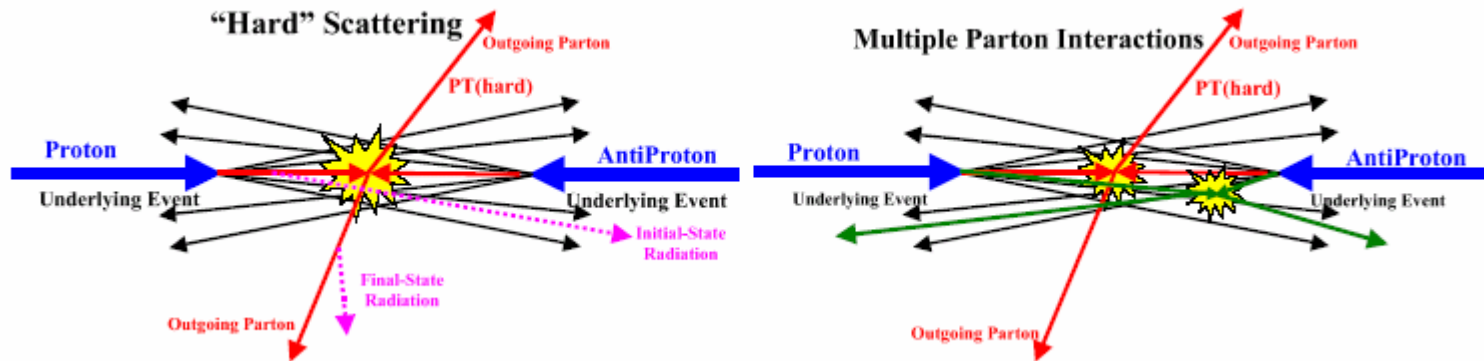 “Hard” Scattering
Outgoing Parton
PT(hard)
Proton
AntiProton
Underlying Event
Underlying Event
Initial-State
Radiation
Final-State
Radiation
Outgoing Parton
Multiple Parton Interactions
Outgoing Parton
PT(hard)
Proton
AntiProton
Underlying Event
Underlying Event
Outgoing Parton